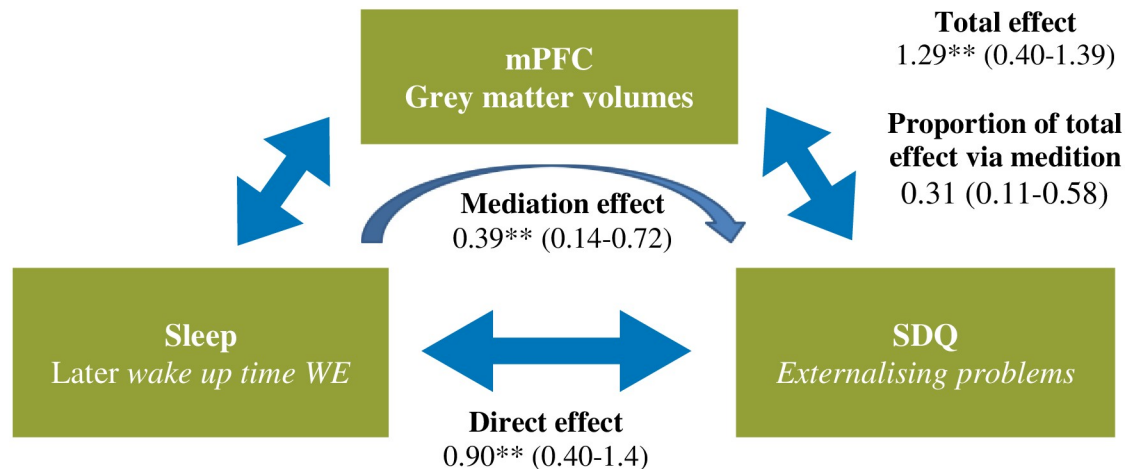 Total effect
1.29** (0.40-1.39)
mPFC
Grey matter volumes
Proportion of total
effect via medition
0.31 (0.11-0.58)
Mediation effect
0.39** (0.14-0.72)
Sleep
Later wake up time WE
SDQ
Externalising problems
Direct effect
0.90** (0.40-1.4)